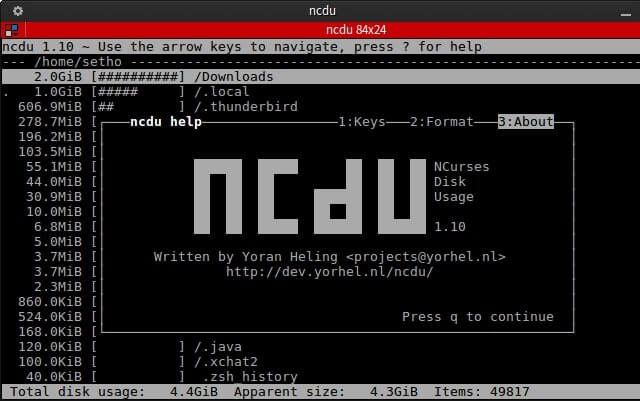 ncdu
ncdu 84x24
ncdu 1.10 ~ Use the arrow keys to navigate, press ? for help
--- /home/setho ---
2.0GiB [##########] /Downloads
. 1.0GiB [##### ] /.local
606.9MiB [## ] /.thunderbird
278.7MiB [ ncdu help 1:Keys 2:Format 3:About
196.2MiB [
103.5MiB [
55.1MiB [ NCurses
44.0MiB [ Disk
30.9MiB [ Usage
10.0MiB [
6.8MiB [ 1.10
ncdu
5.0MiB [
3.7MiB [ Written by Yoran Heling <projects@yorhel.nl>
3.7MiB [ http://dev.yorhel.nl/ncdu/
2.3MiB [
860.0KiB [
524.0KiB [ Press q to continue
168.0KiB [
120.0KiB [ ] /.java
100.0KiB [ ] /.xchat2
40.0KiB [ ] .zsh_history
Total disk usage: 4.4GiB Apparent size: 4.3GiB Items: 49817